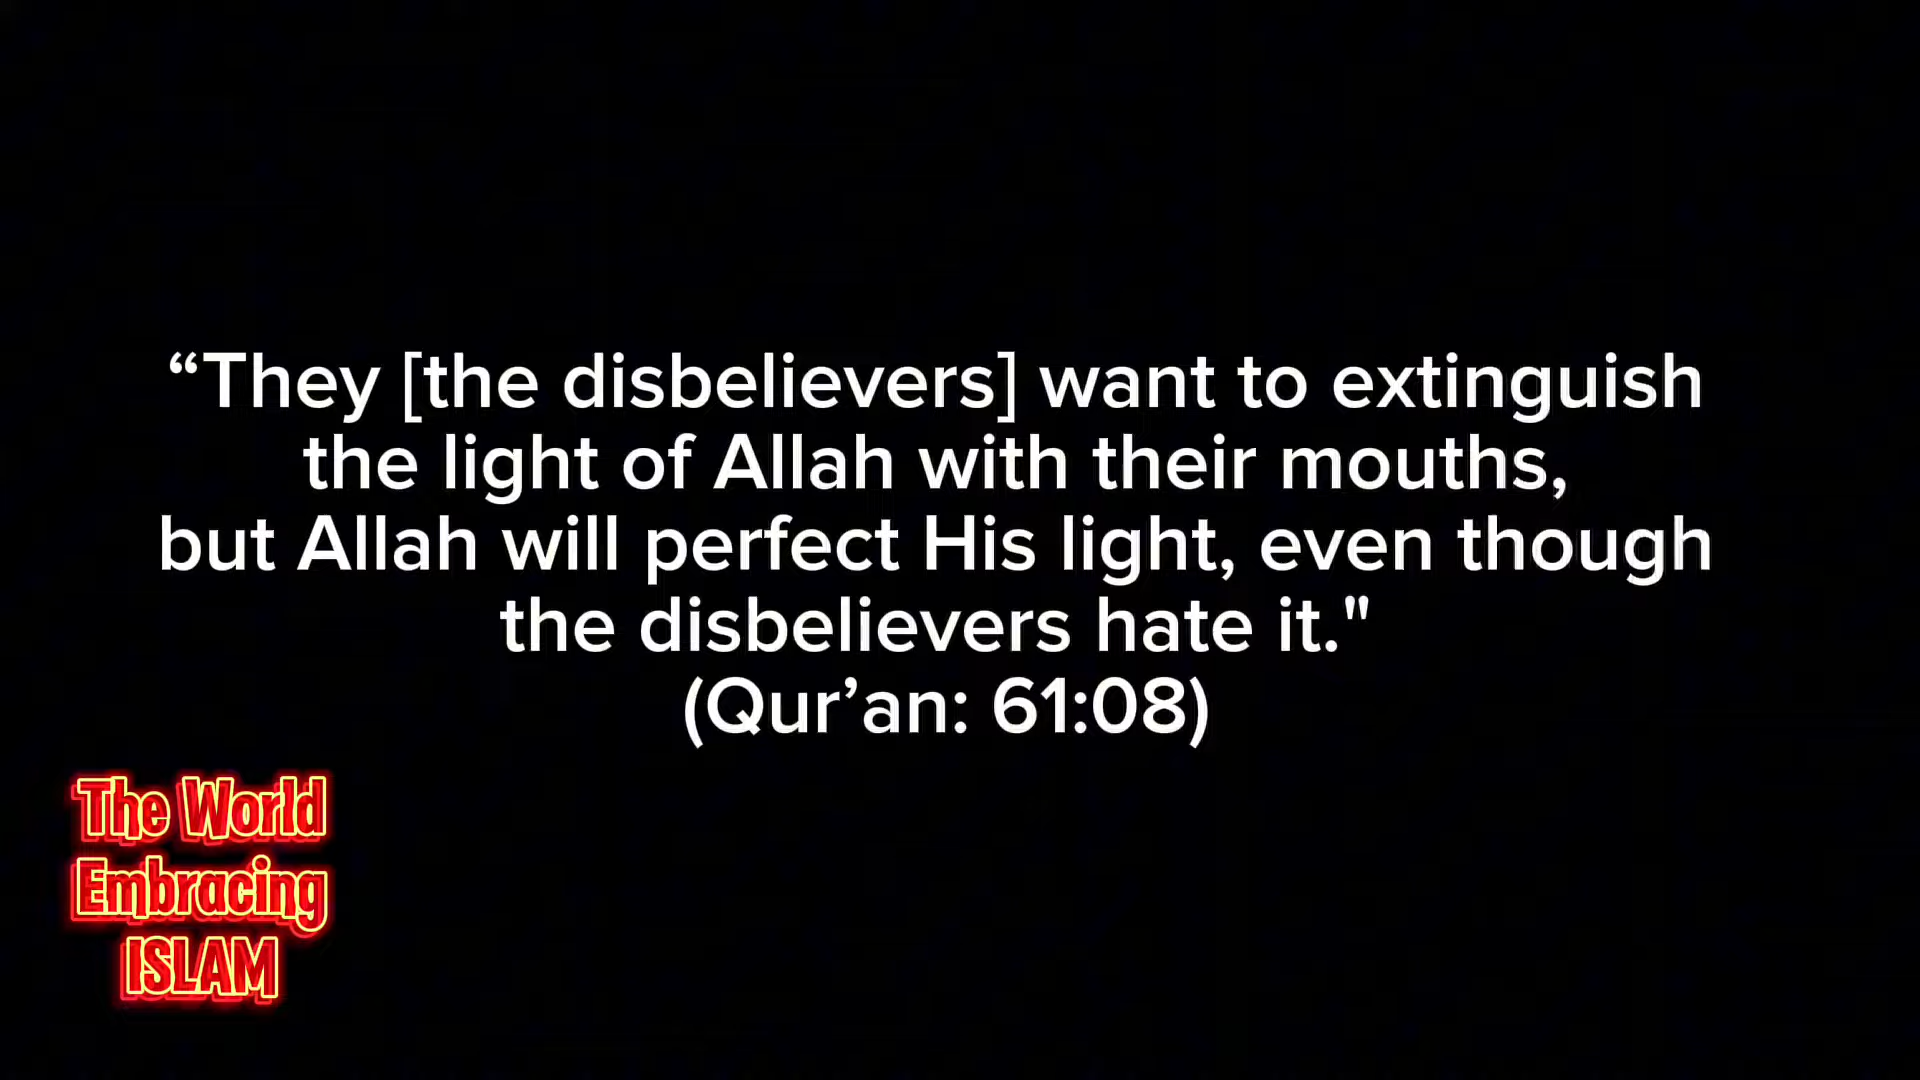 “They [the disbelievers] want to extinguish
the light of Allah with their mouths,
but Allah will perfect His light, even though
the disbelievers hate it."
(Qur’an: 61:08)
The World
Embracing
ISLAM